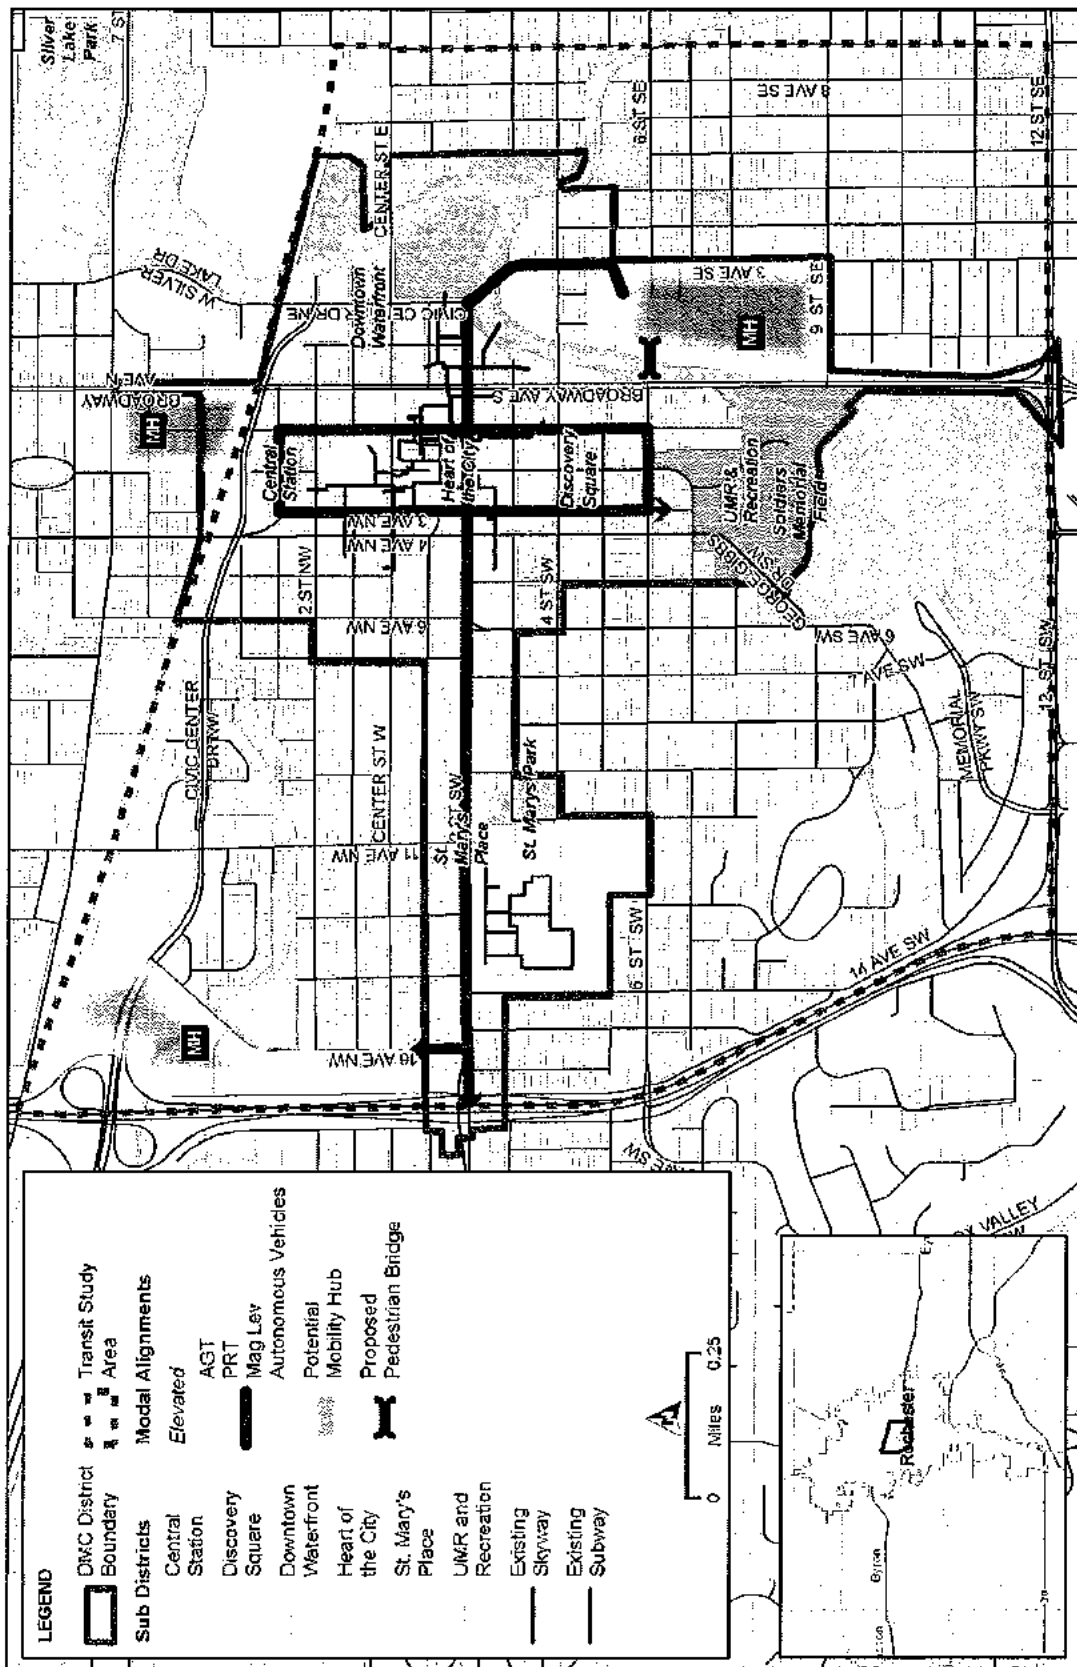 LEGEND
DMC District
Boundary
Transit Study
Area
Sub Districts
Central
Station
Discovery
Square
Downtown
Waterfront
Heart of
the City
St. Mary's
Place
UMR and
Recreation
Existing
Skyway
Existing
Subway
Modal Alignments
Elevated
AGT
PRT
Mag Lev
Autonomous Vehicles
Potential
Mobility Hub
Proposed
Pedestrian Bridge
0
0.25
Miles
N
Byron
Rochester
Silver
Lake
Park
7 ST
W SILVER
LAKE DR
BROADWAY
AVE N
MH
MH
MH
CIVIC CENTER
DR NW
CIVIC CENTER DR NE
CENTER ST E
Downtown
Waterfront
Central
Station
Heart of
the City
Discovery
Square
BROADWAY AVE S
3 AVE NW
4 AVE NW
2 ST NW
6 AVE NW
CENTER ST W
11 AVE NW
16 AVE NW
St.
Mary's
Place
ST SW
St. Marys Park
4 ST SW
6 ST SW
6 ST SE
3 AVE SE
8 AVE SE
9 ST SE
12 ST SE
12 ST SW
UMR &
Recreation
Soldiers
Memorial
Field
GEORGE GIBBS
DR SW
6 AVE SW
7 AVE SW
MEMORIAL
PKWY SW
14 AVE SW
AVE SW
VALLEY